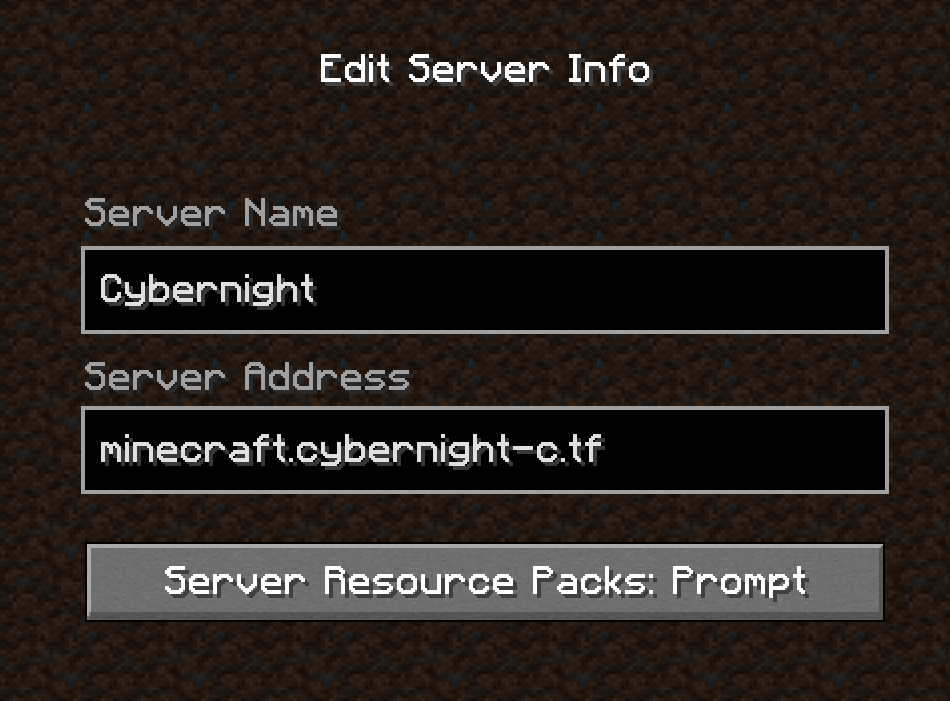 Edit Server Info
Server Name
Cybernight
Server Address
minecraft.cybernight-c.tf
Server Resource Packs: Prompt